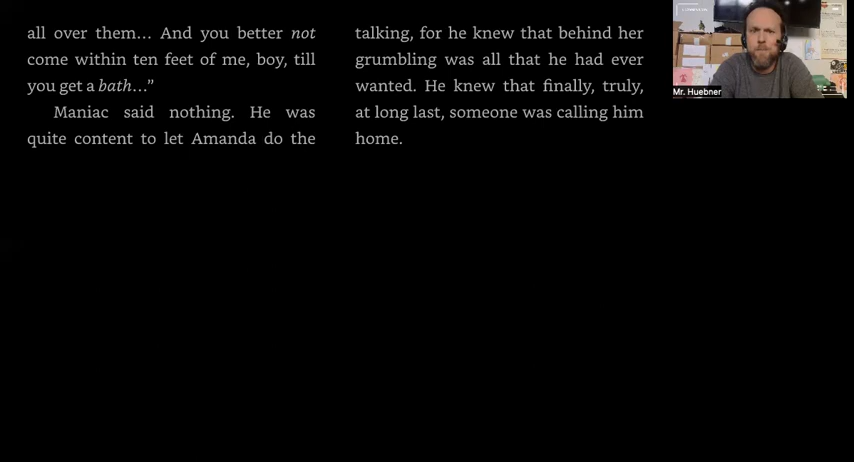 all over them… And you better not
come within ten feet of me, boy, till
you get a bath…”
Maniac said nothing. He was
quite content to let Amanda do the
talking, for he knew that behind her
grumbling was all that he had ever
wanted. He knew that finally, truly,
at long last, someone was calling him
home.
Mr. Huebner